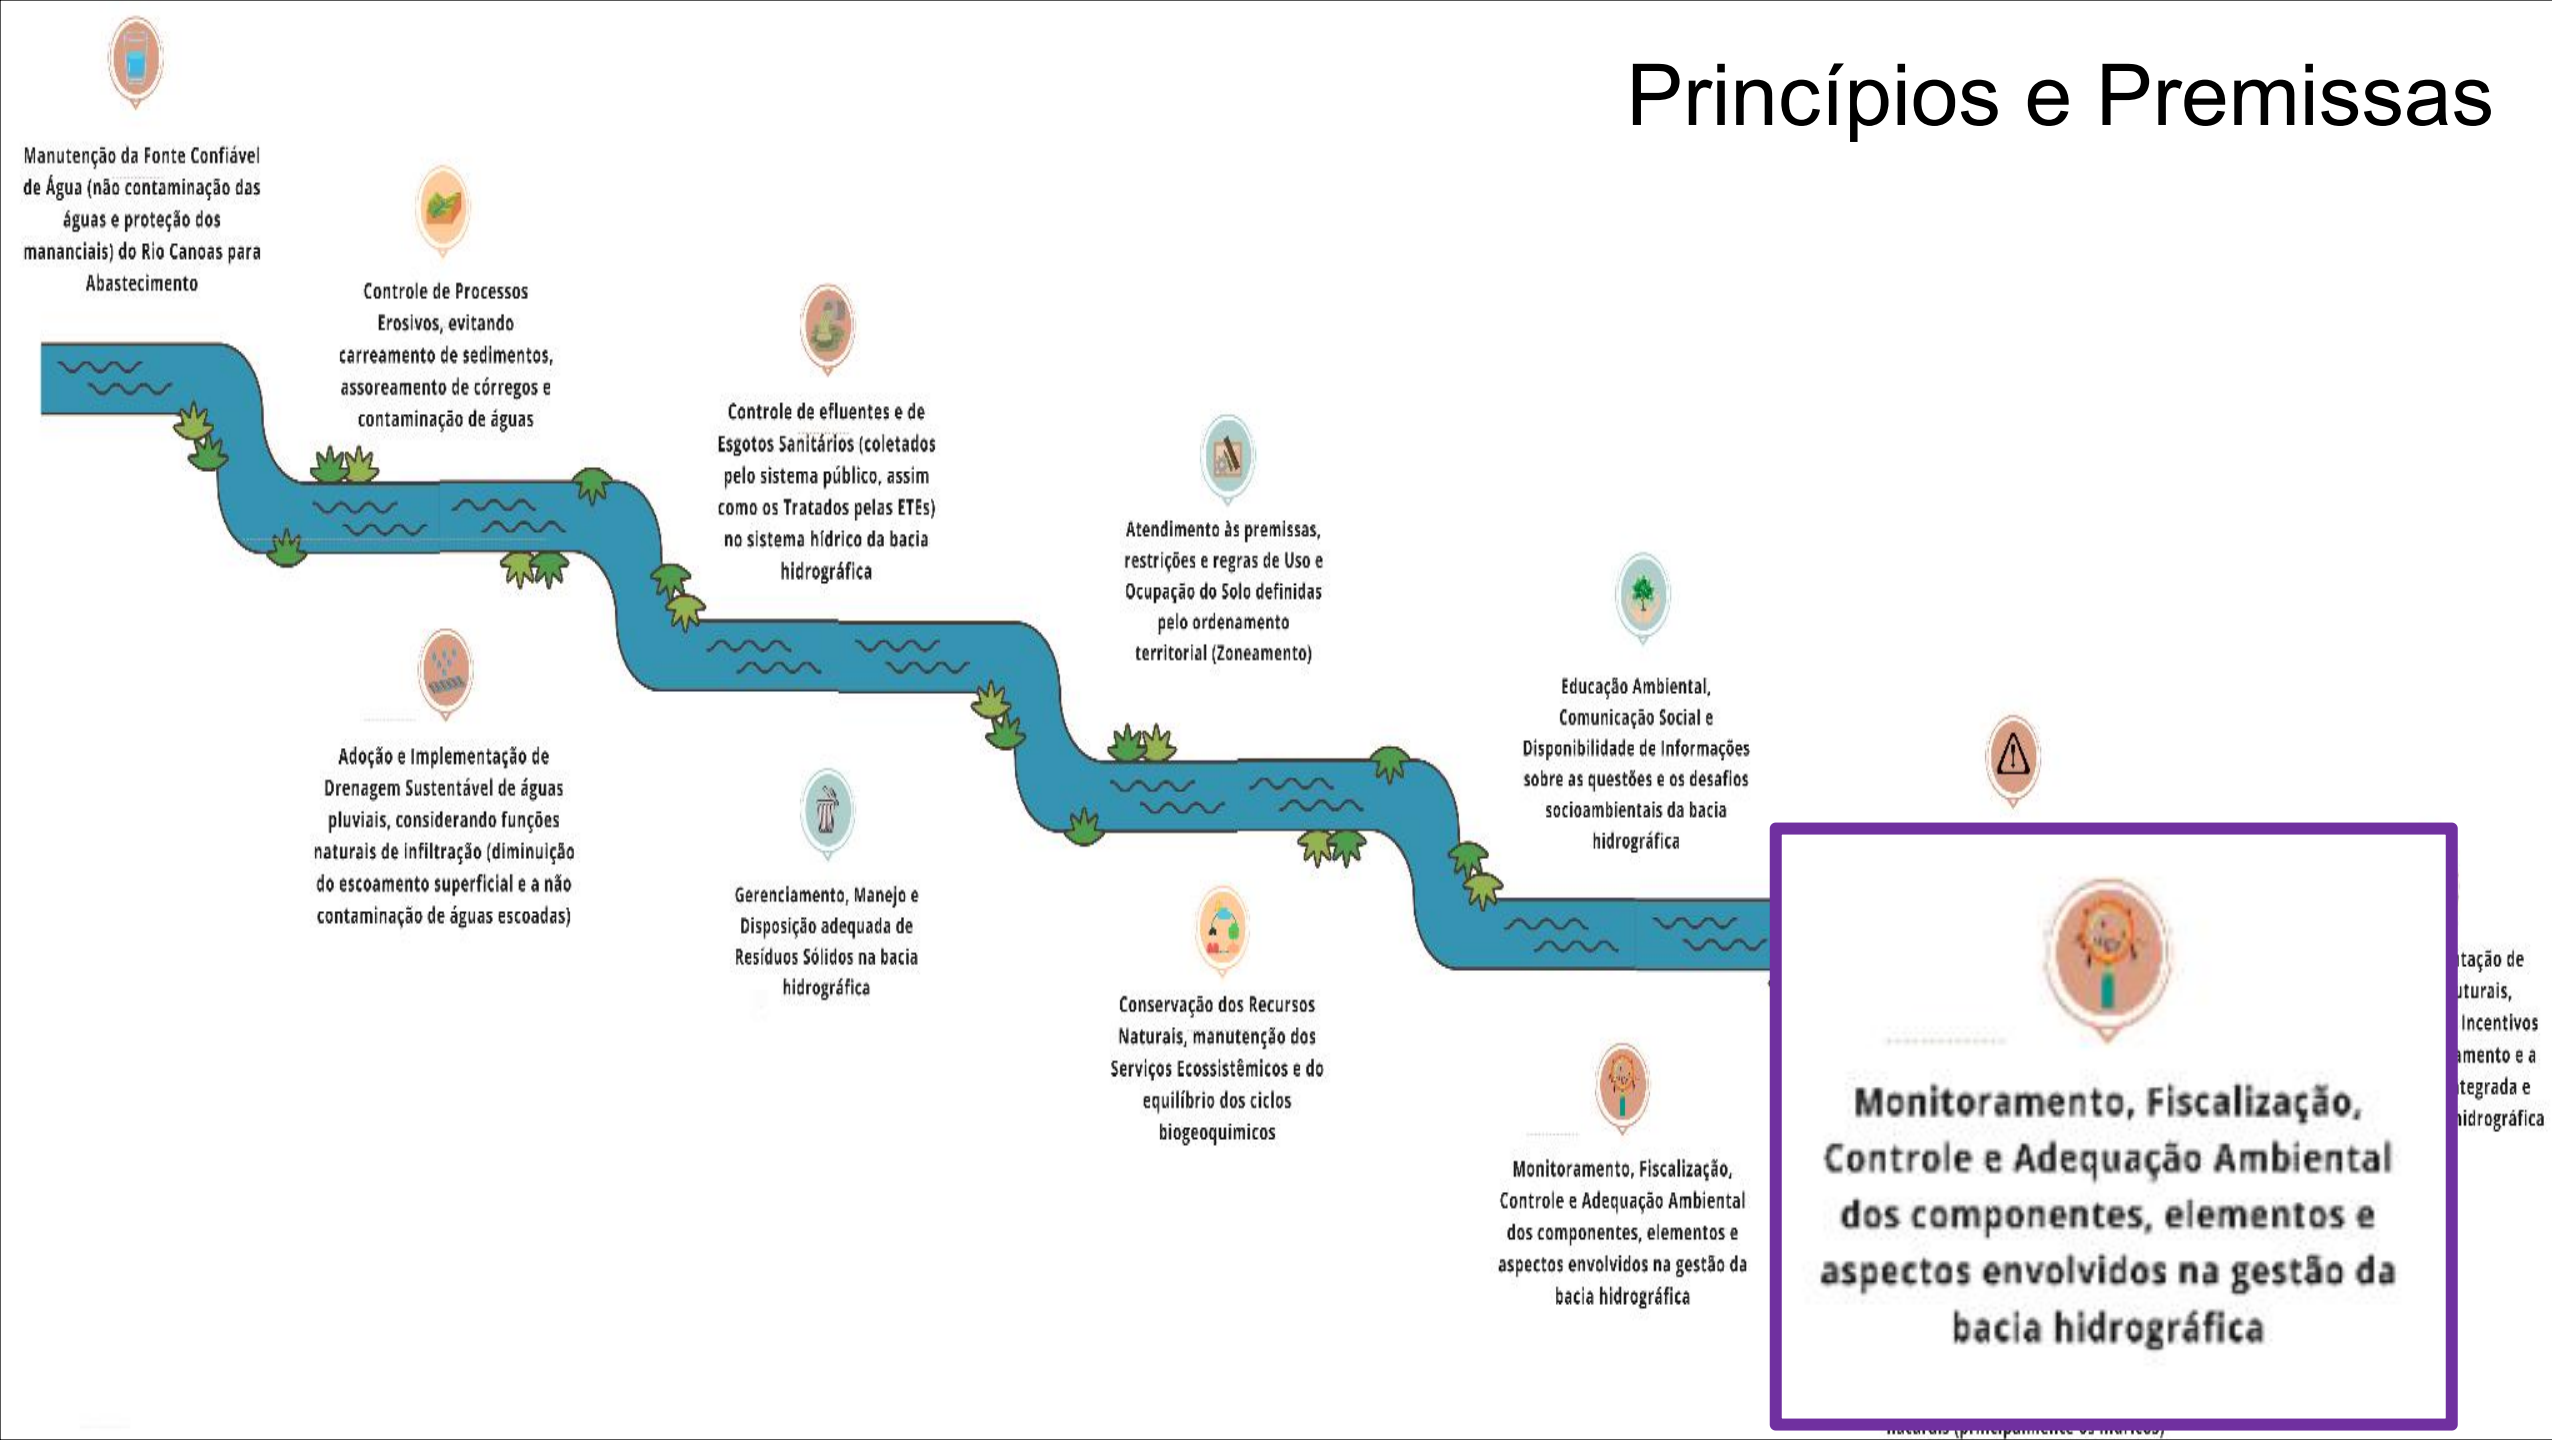 Princípios e Premissas
Manutenção da Fonte Confiável
de Água (não contaminação das
águas e proteção dos
mananciais) do Rio Canoas para
Abastecimento
Controle de Processos
Erosivos, evitando
carreamento de sedimentos,
assoreamento de córregos e
contaminação de águas
Controle de efluentes e de
Esgotos Sanitários (coletados
pelo sistema público, assim
como os Tratados pelas ETEs)
no sistema hídrico da bacia
hidrográfica
Atendimento às premissas,
restrições e regras de Uso e
Ocupação do Solo definidas
pelo ordenamento
territorial (Zoneamento)
Educação Ambiental,
Comunicação Social e
Disponibilidade de Informações
sobre as questões e os desafios
socioambientais da bacia
hidrográfica
Adoção e Implementação de
Drenagem Sustentável de águas
pluviais, considerando funções
naturais de infiltração (diminuição
do escoamento superficial e a não
contaminação de águas escoadas)
Gerenciamento, Manejo e
Disposição adequada de
Resíduos Sólidos na bacia
hidrográfica
Conservação dos Recursos
Naturais, manutenção dos
Serviços Ecossistêmicos e do
equilíbrio dos ciclos
biogeoquimicos
Monitoramento, Fiscalização,
Controle e Adequação Ambiental
dos componentes, elementos e
aspectos envolvidos na gestão da
bacia hidrográfica
Monitoramento, Fiscalização,
Controle e Adequação Ambiental
dos componentes, elementos e
aspectos envolvidos na gestão da
bacia hidrográfica
de
Incentivos
e a
e